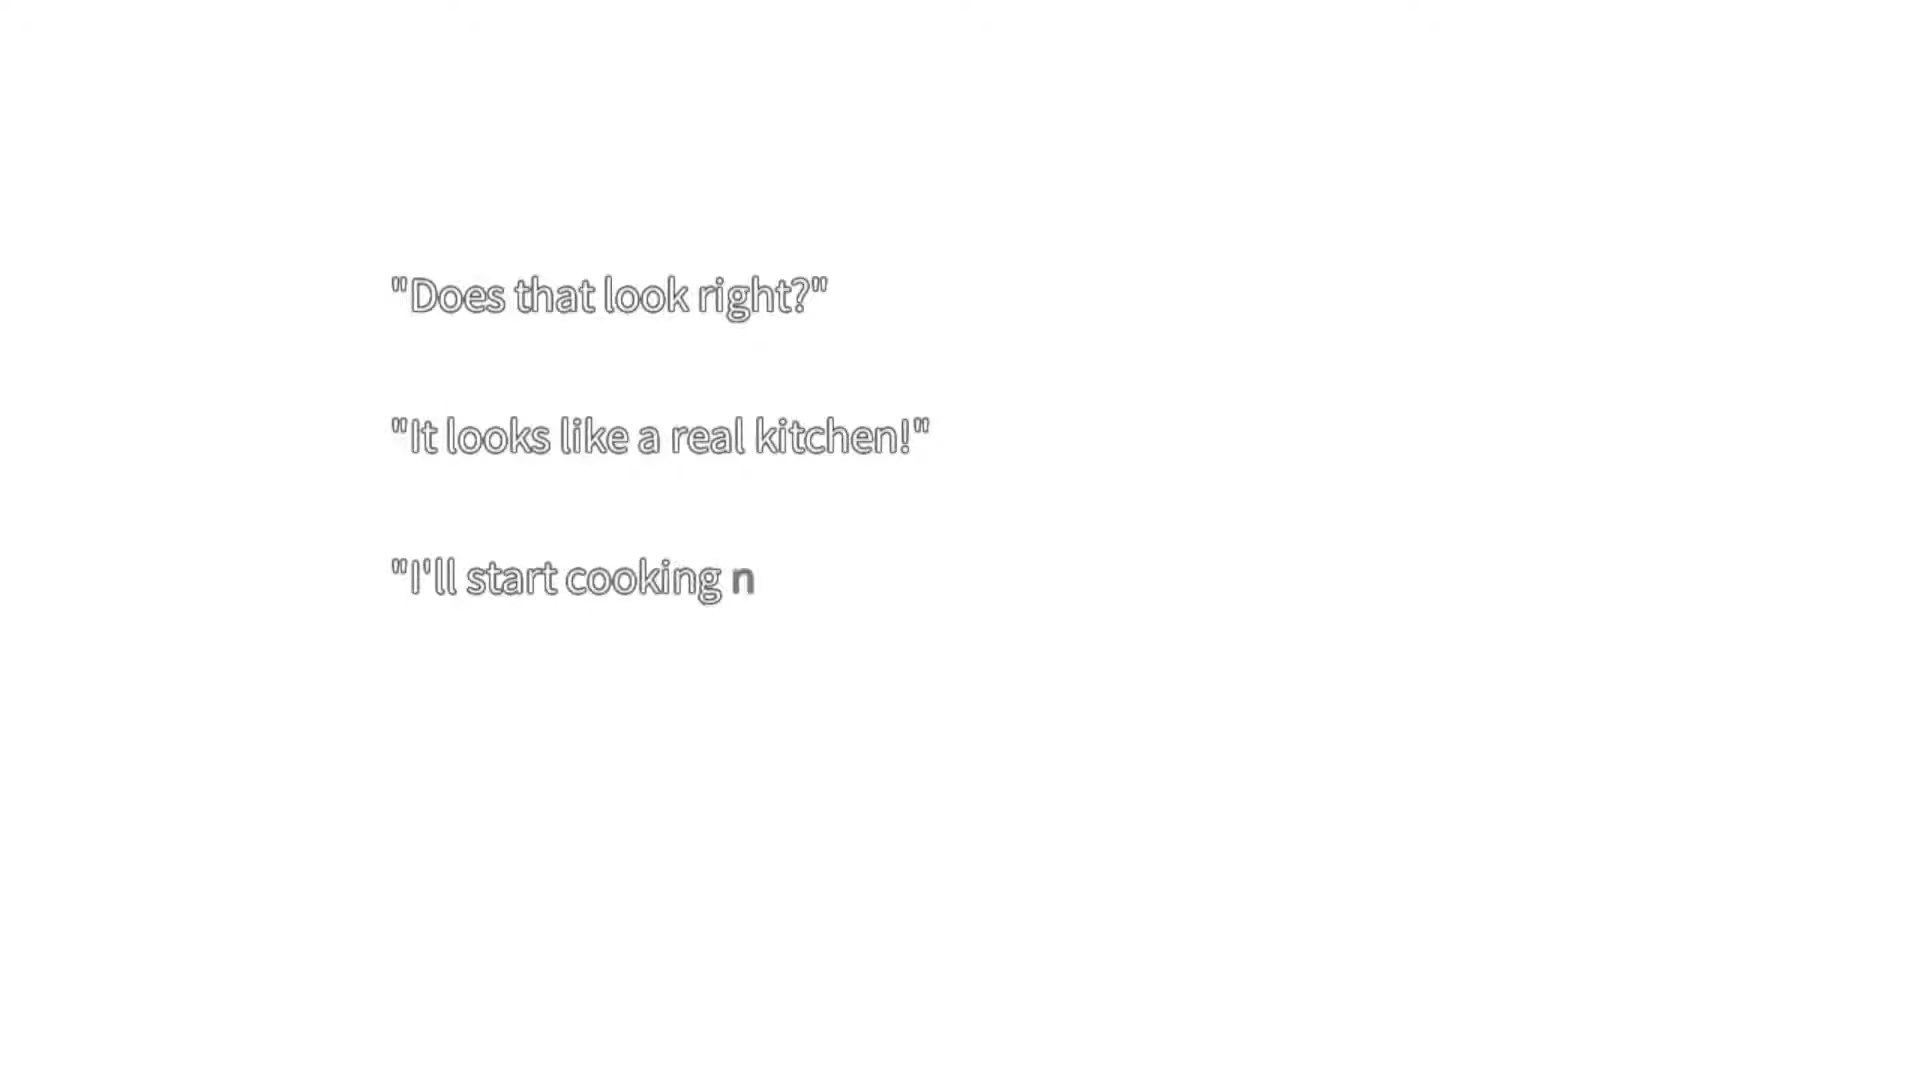 "Does that look right?"
"It looks like a real kitchen!"
"I'll start cooking n